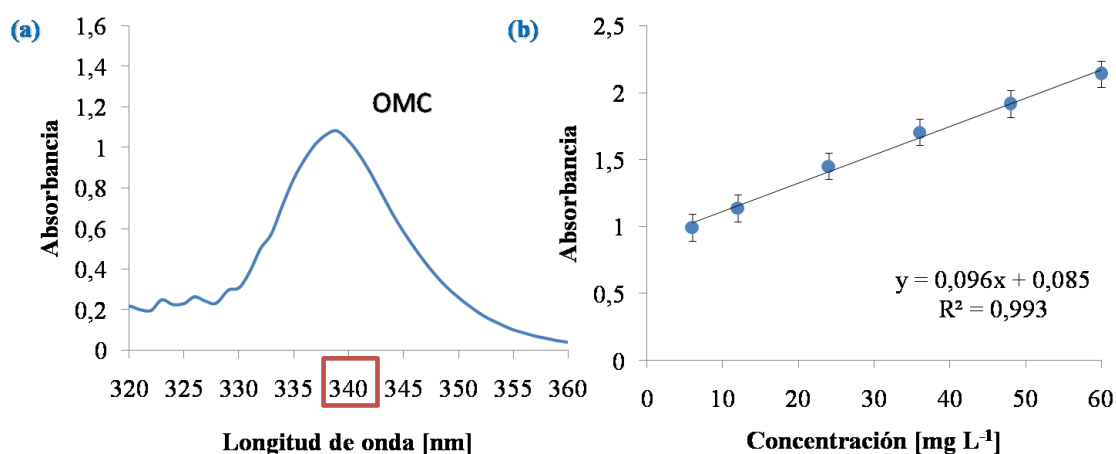 (a)
1,6
1,4
1,2
1
0,8
0,6
0,4
0,2
0
Absorbancia
OMC
320 325 330 335 340 345 350 355 360
Longitud de onda [nm]
(b)
2,5
2
1,5
1
0,5
0
Absorbancia
y = 0,096x + 0,085
R² = 0,993
0 10 20 30 40 50 60
Concentración [mg L⁻¹]